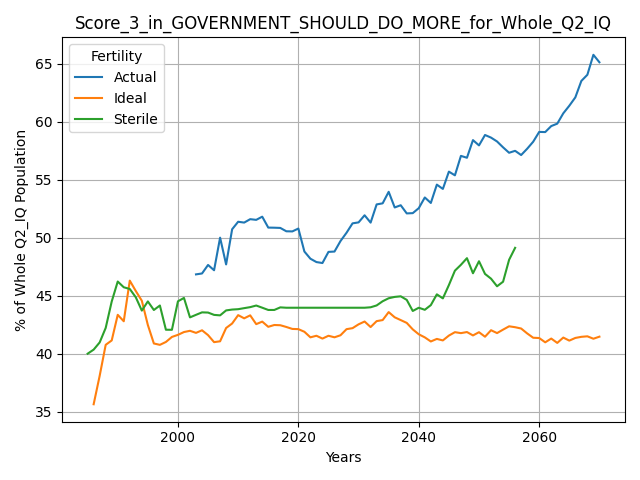 Score_3_in_GOVERNMENT_SHOULD_DO_MORE_for_Whole_Q2_IQ
Fertility
Actual
Ideal
Sterile
65
60
55
50
45
40
35
% of Whole Q2_IQ Population
2000
2020
2040
2060
Years